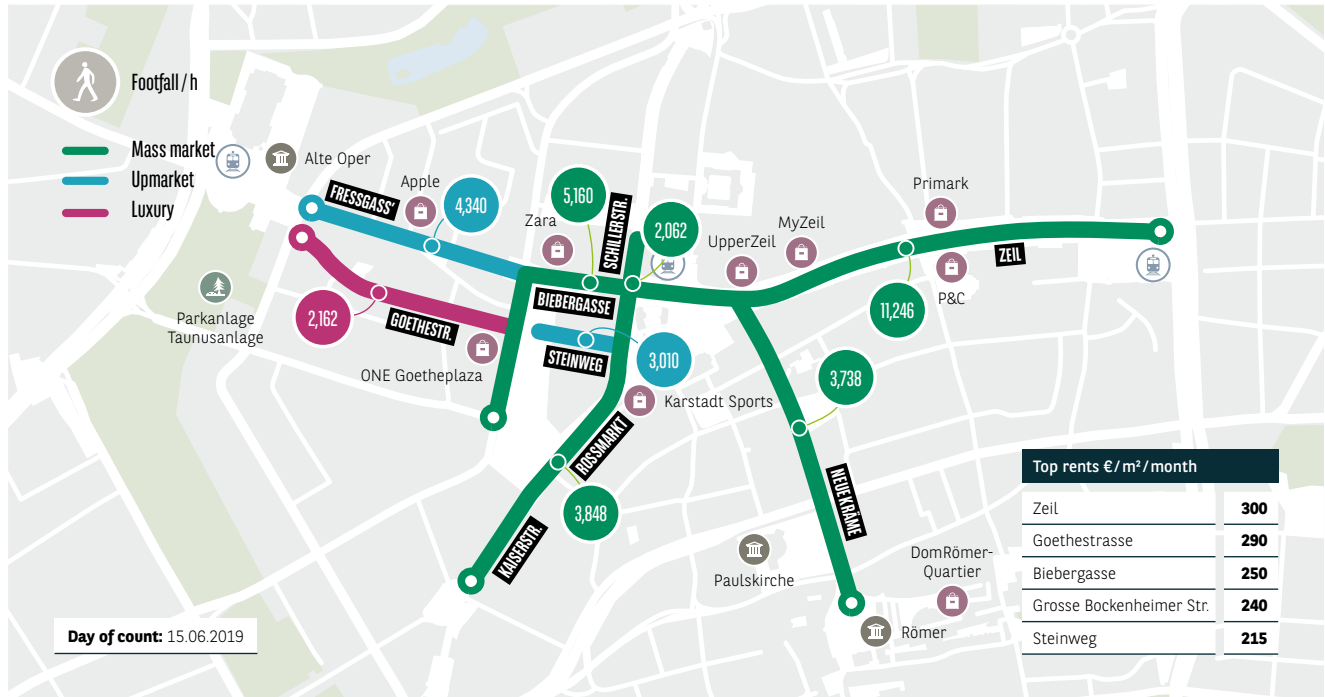 Footfall / h
Mass market
Upmarket
Luxury
Alte Oper
FRESSGASS'
Apple
4,340
Zara
5,160
SCHILLERSTR.
2,062
UpperZeil
MyZeil
Primark
ZEIL
P&C
11,246
BIEBERGASSE
Parkanlage
Taunusanlage
2,162
GOETHESTR.
ONE Goetheplaza
STEINWEG
3,010
Karstadt Sports
3,738
ROSSMARKT
3,848
KAISERSTR.
NEUE KRÄME
Paulskirche
DomRömer-
Quartier
Römer
Day of count: 15.06.2019
Top rents €/m²/month
Zeil 300
Goethestrasse 290
Biebergasse 250
Grosse Bockenheimer Str. 240
Steinweg 215